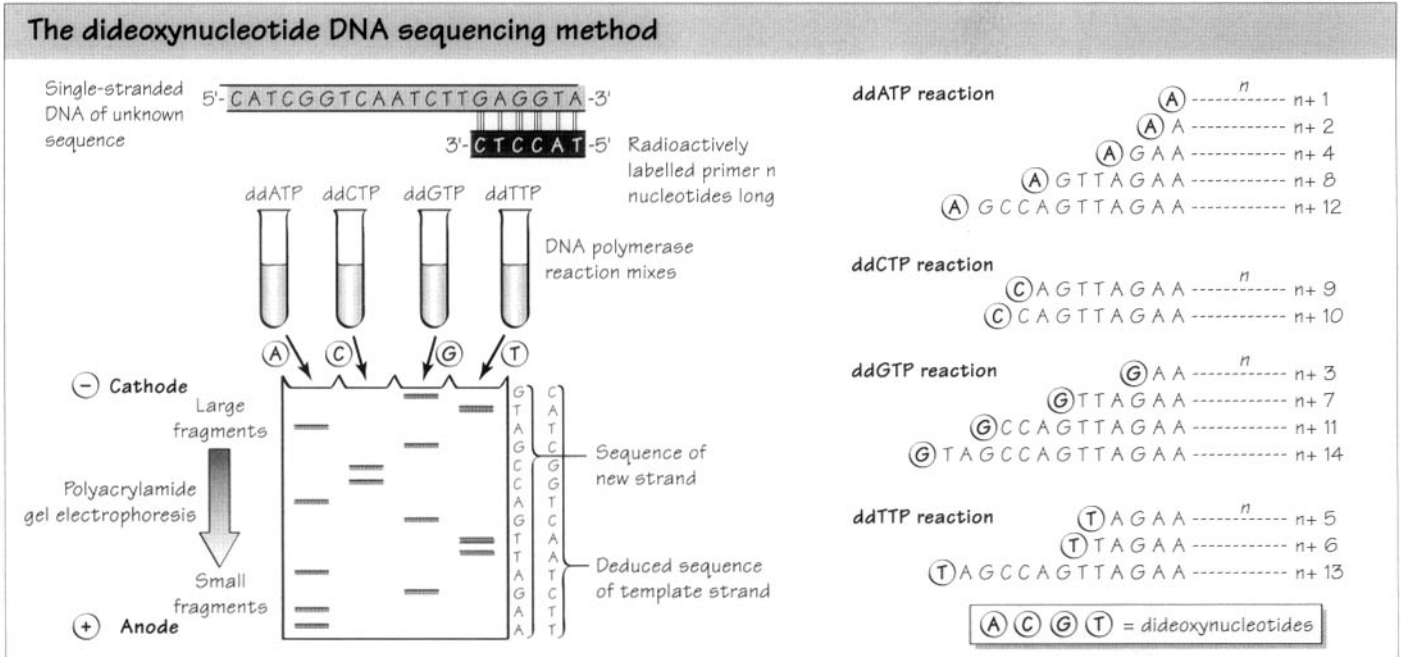 The dideoxynucleotide DNA sequencing method
Single-stranded
DNA of unknown
sequence
5'-CATCGGTCAATCTTGAGGTA-3'
3'-CTCCAT-5'
Radioactively
labelled primer n
nucleotides long
ddATP ddCTP ddGTP ddTTP
DNA polymerase
reaction mixes
A C G T
− Cathode
Large
fragments
Polyacrylamide
gel electrophoresis
Small
fragments
+ Anode
G C
T A
A T
G C
C G
C G
A T
G C
T A
T A
A T
G C
A T
A T
Sequence of
new strand
Deduced sequence
of template strand
ddATP reaction
A n n+ 1
A A n+ 2
A G A A n+ 4
A G T T A G A A n+ 8
A G C C A G T T A G A A n+ 12
ddCTP reaction
C A G T T A G A A n n+ 9
C C A G T T A G A A n+ 10
ddGTP reaction
G A A n n+ 3
G T T A G A A n+ 7
G C C A G T T A G A A n+ 11
G T A G C C A G T T A G A A n+ 14
ddTTP reaction
T A G A A n n+ 5
T T A G A A n+ 6
T A G C C A G T T A G A A n+ 13
A C G T = dideoxynucleotides